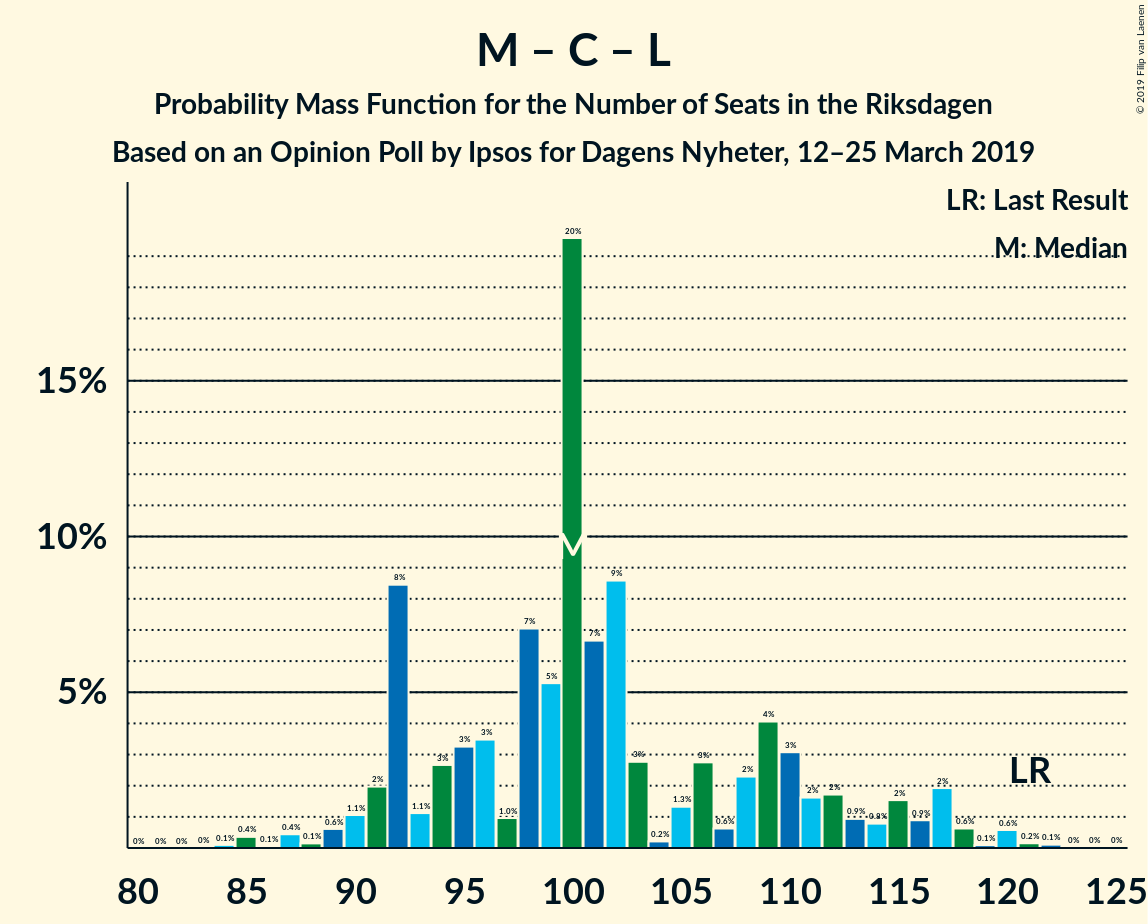 M – C – L
Probability Mass Function for the Number of Seats in the Riksdagen
Based on an Opinion Poll by Ipsos for Dagens Nyheter, 12–25 March 2019
© 2019 Filip van Laenen
LR: Last Result
M: Median
15%
10%
5%
0% 0% 0% 0% 0.1% 0.4% 0.1% 0.4% 0.1% 0.6% 1.1% 2% 8% 1.1% 3% 3% 3% 1.0% 7% 5% 20% 7% 9% 3% 0.2% 1.3% 3% 0.6% 2% 4% 3% 2% 2% 0.9% 0.8% 2% 0.9% 2% 0.6% 0.1% 0.6% 0.2% 0.1% 0% 0% 0%
LR
80 85 90 95 100 105 110 115 120 125